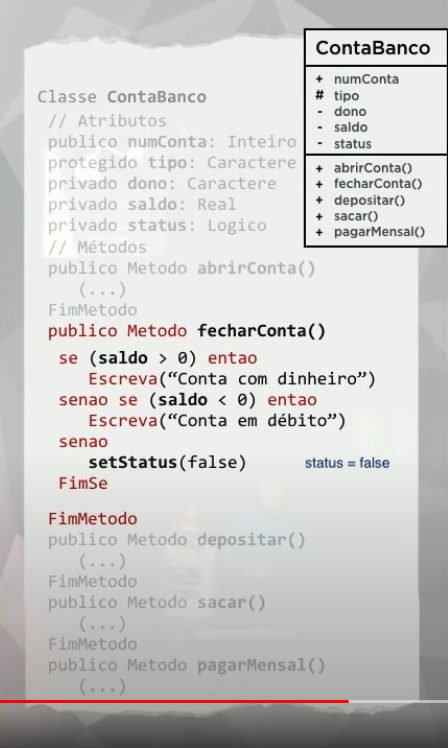 ContaBanco
+ numConta
# tipo
- dono
- saldo
- status
+ abrirConta()
+ fecharConta()
+ depositar()
+ sacar()
+ pagarMensal()
Classe ContaBanco
// Atributos
publico numConta: Inteiro
protegido tipo: Caractere
privado dono: Caractere
privado saldo: Real
privado status: Logico
// Métodos
publico Metodo abrirConta()
(...)
FimMetodo
publico Metodo fecharConta()
se (saldo > 0) entao
Escreva(“Conta com dinheiro”)
senao se (saldo < 0) entao
Escreva(“Conta em débito”)
senao
setStatus(false) status = false
FimSe
FimMetodo
publico Metodo depositar()
(...)
FimMetodo
publico Metodo sacar()
(...)
FimMetodo
publico Metodo pagarMensal()
(...)